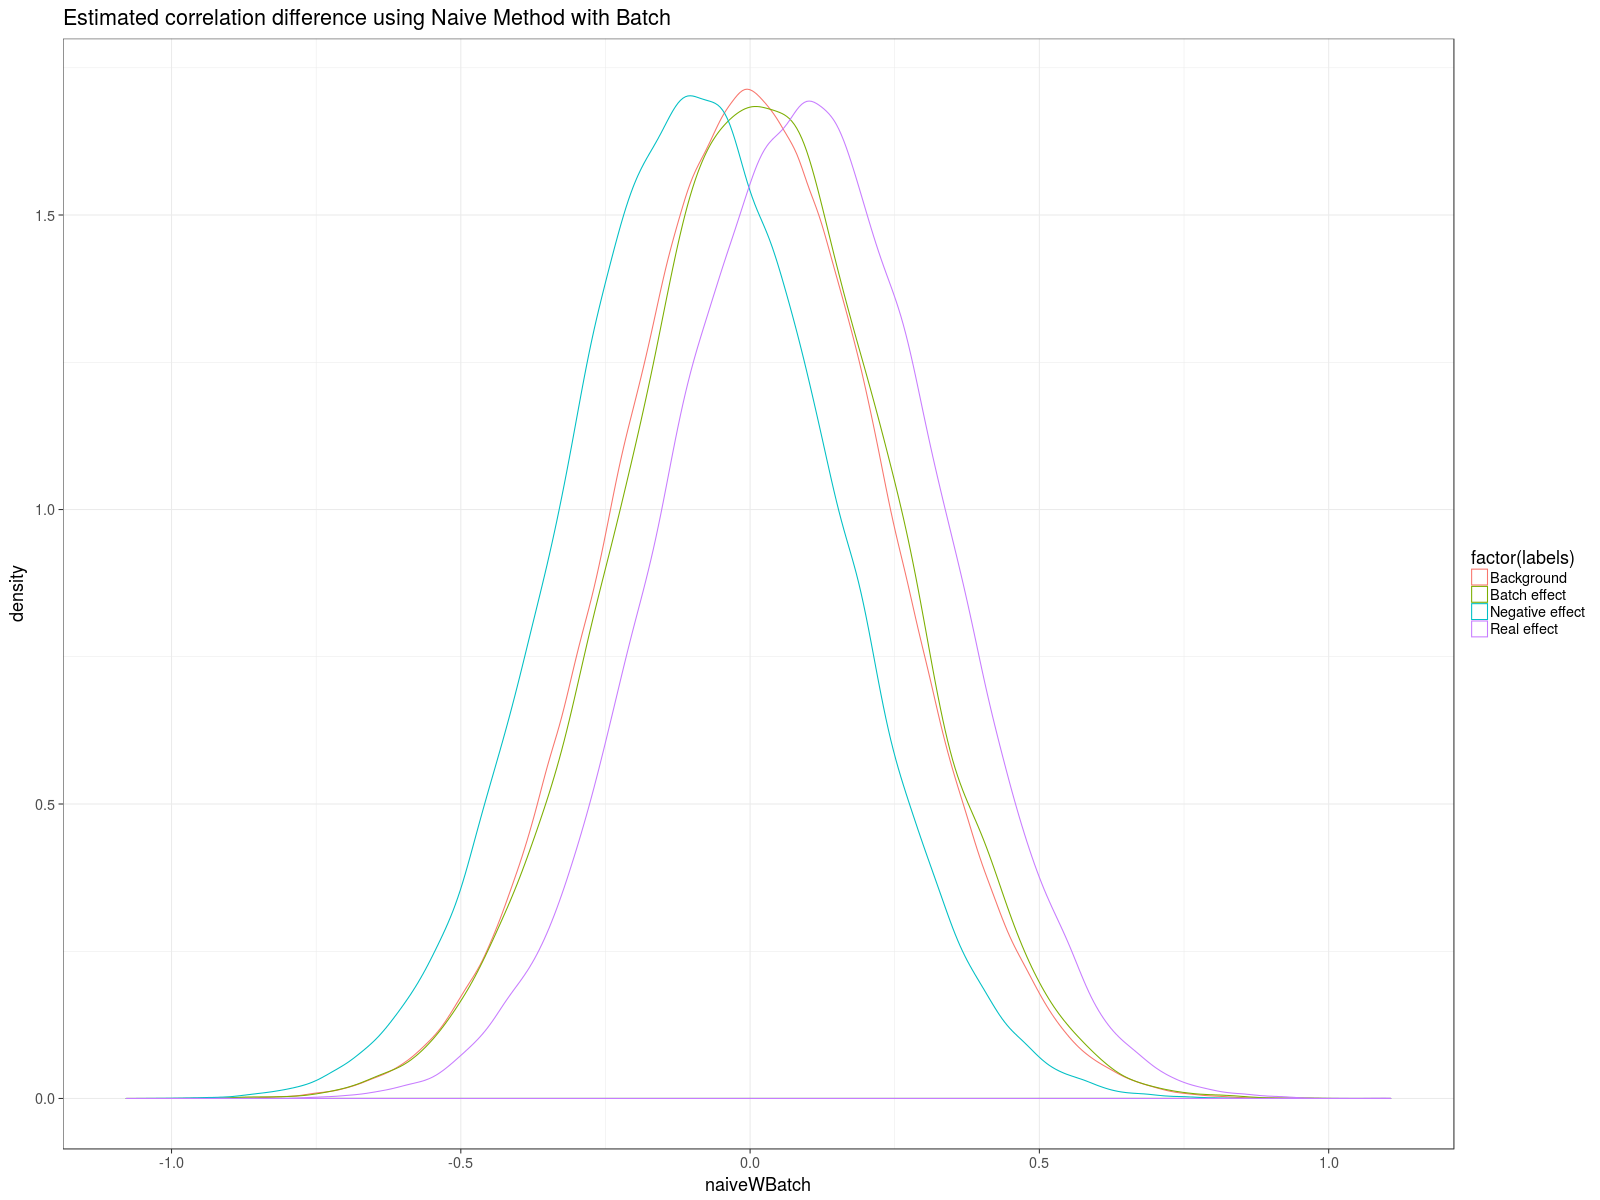 Estimated correlation difference using Naive Method with Batch
density
1.5
1.0
0.5
0.0
-1.0
-0.5
0.0
0.5
1.0
naiveWBatch
factor(labels)
Background
Batch effect
Negative effect
Real effect